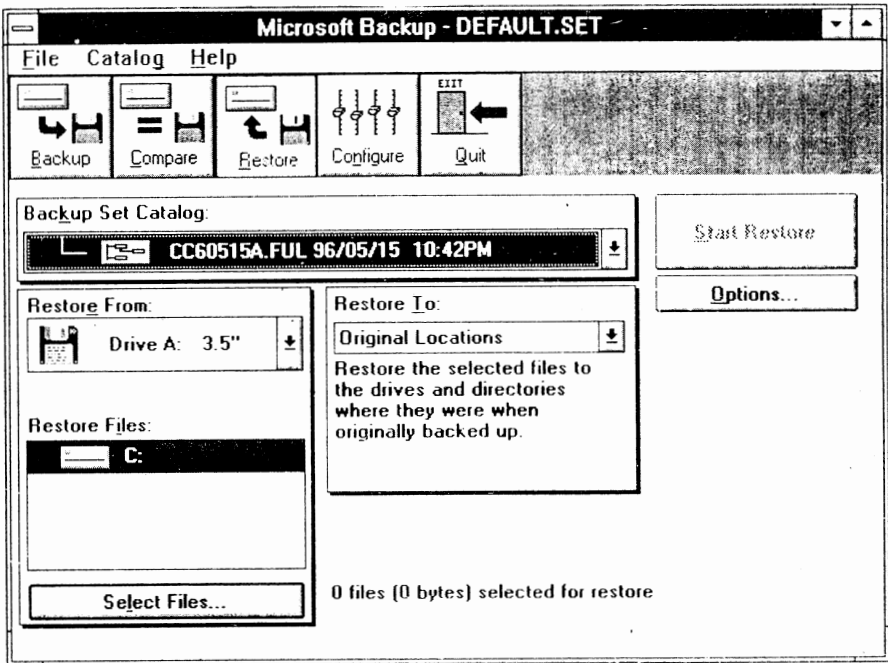 Microsoft Backup - DEFAULT.SET
File Catalog Help
Backup
Compare
Restore
Configure
EXIT
Quit
Backup Set Catalog:
CC60515A.FUL 96/05/15 10:42PM
Start Restore
Options...
Restore From:
Drive A: 3.5"
Restore To:
Original Locations
Restore the selected files to
the drives and directories
where they were when
originally backed up.
Restore Files:
C:
Select Files...
0 files (0 bytes) selected for restore